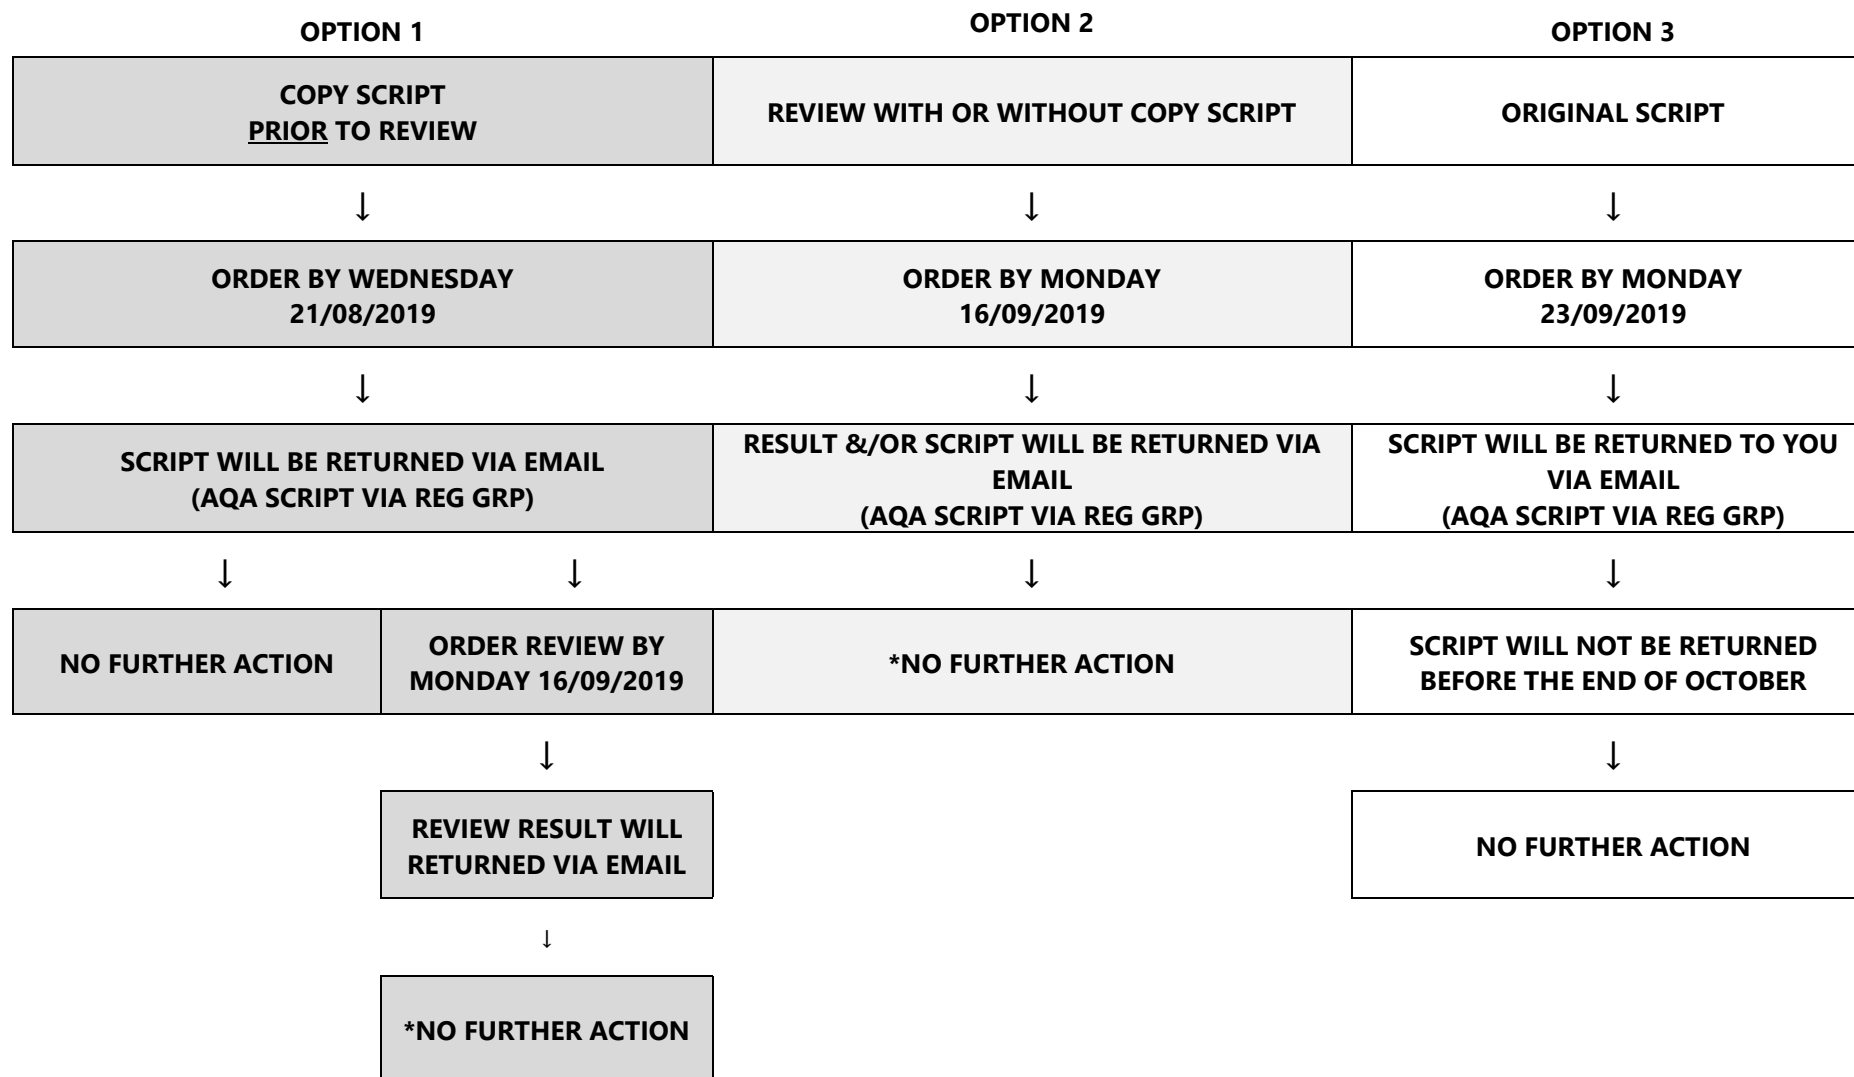 OPTION 1
OPTION 2
OPTION 3
COPY SCRIPT
PRIOR TO REVIEW
REVIEW WITH OR WITHOUT COPY SCRIPT
ORIGINAL SCRIPT
↓
↓
↓
ORDER BY WEDNESDAY
21/08/2019
ORDER BY MONDAY
16/09/2019
ORDER BY MONDAY
23/09/2019
↓
↓
↓
SCRIPT WILL BE RETURNED VIA EMAIL
(AQA SCRIPT VIA REG GRP)
RESULT &/OR SCRIPT WILL BE RETURNED VIA
EMAIL
(AQA SCRIPT VIA REG GRP)
SCRIPT WILL BE RETURNED TO YOU
VIA EMAIL
(AQA SCRIPT VIA REG GRP)
↓
↓
↓
↓
NO FURTHER ACTION
ORDER REVIEW BY
MONDAY 16/09/2019
*NO FURTHER ACTION
SCRIPT WILL NOT BE RETURNED
BEFORE THE END OF OCTOBER
↓
↓
REVIEW RESULT WILL
RETURNED VIA EMAIL
NO FURTHER ACTION
↓
*NO FURTHER ACTION